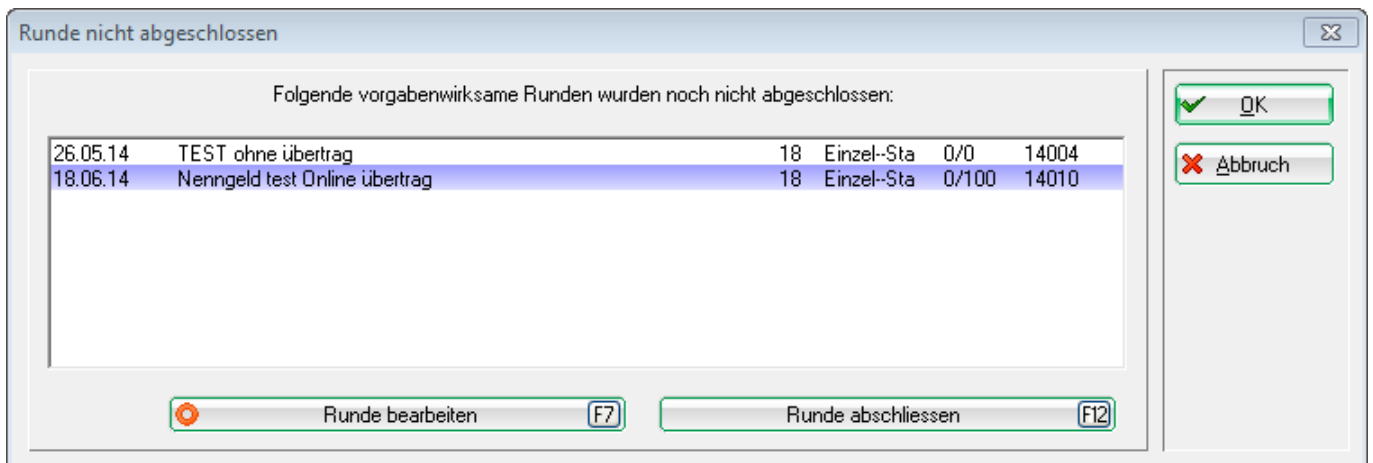 Runde nicht abgeschlossen
Folgende vorgabenwirksame Runden wurden noch nicht abgeschlossen:
26.05.14 TEST ohne übertrag 18 Einzel--Sta 0/0 14004
18.06.14 Nenngeld test Online übertrag 18 Einzel--Sta 0/100 14010
Runde bearbeiten F7
Runde abschliessen F12
OK
Abbruch